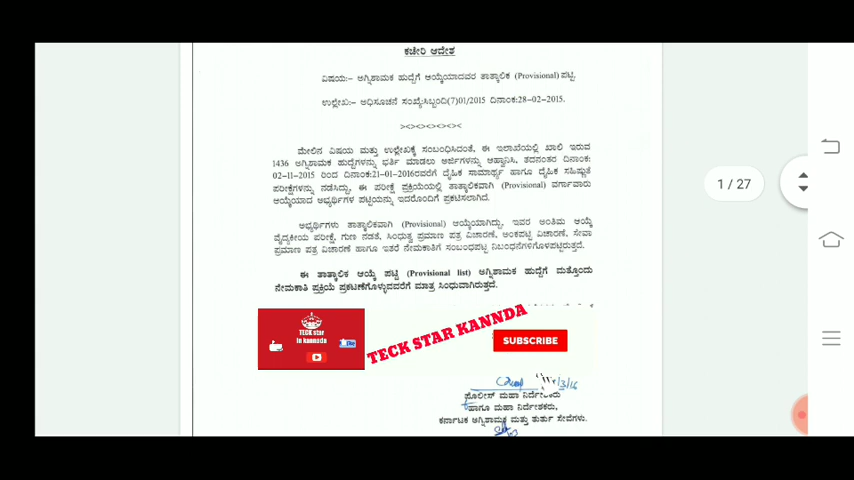 ಕಚೇರಿ ಆದೇಶ
ವಿಷಯ:- ಅಗ್ನಿಶಾಮಕ ಹುದ್ದೆಗೆ ಆಯ್ಕೆಯಾದವರ ತಾತ್ಕಾಲಿಕ (Provisional) ಪಟ್ಟಿ.
ಉಲ್ಲೇಖ:- ಅಧಿಸೂಚನೆ ಸಂಖ್ಯೆ:ಸಿಬ್ಬಂದಿ(7)01/2015 ದಿನಾಂಕ:28-02-2015.
><><><><><><
ಮೇಲಿನ ವಿಷಯ ಮತ್ತು ಉಲ್ಲೇಖಕ್ಕೆ ಸಂಬಂಧಿಸಿದಂತೆ, ಈ ಇಲಾಖೆಯಲ್ಲಿ ಖಾಲಿ ಇರುವ
1436 ಅಗ್ನಿಶಾಮಕ ಹುದ್ದೆಗಳನ್ನು ಭರ್ತಿ ಮಾಡಲು ಅರ್ಜಿಗಳನ್ನು ಆಹ್ವಾನಿಸಿ, ತದನಂತರ ದಿನಾಂಕ:
02-11-2015 ರಿಂದ ದಿನಾಂಕ:21-01-2016ರವರೆಗೆ ದೈಹಿಕ ಸಾಮರ್ಥ್ಯ ಹಾಗೂ ದೈಹಿಕ ಸಹಿಷ್ಣುತೆ
ಪರೀಕ್ಷೆಗಳನ್ನು ನಡೆಸಿದ್ದು, ಈ ಪರೀಕ್ಷೆ ಪ್ರಕ್ರಿಯೆಯಲ್ಲಿ ತಾತ್ಕಾಲಿಕವಾಗಿ (Provisional) ವರ್ಗಾವಾರು
ಆಯ್ಕೆಯಾದ ಅಭ್ಯರ್ಥಿಗಳ ಪಟ್ಟಿಯನ್ನು ಇದರೊಂದಿಗೆ ಪ್ರಕಟಿಸಲಾಗಿದೆ.
ಅಭ್ಯರ್ಥಿಗಳು ತಾತ್ಕಾಲಿಕವಾಗಿ (Provisional) ಆಯ್ಕೆಯಾಗಿದ್ದು, ಇವರ ಅಂತಿಮ ಆಯ್ಕೆ
ವೈದ್ಯಕೀಯ ಪರೀಕ್ಷೆ, ಗುಣ ನಡತೆ, ಸಿಂಧುತ್ವ ಪ್ರಮಾಣ ಪತ್ರ ವಿಚಾರಣೆ, ಅಂಕಪಟ್ಟಿ ವಿಚಾರಣೆ, ಸೇವಾ
ಪ್ರಮಾಣ ಪತ್ರ ವಿಚಾರಣೆ ಹಾಗೂ ಇತರೆ ನೇಮಕಾತಿಗೆ ಸಂಬಂಧಪಟ್ಟ ನಿಬಂಧನೆಗಳಿಗೊಳಪಟ್ಟಿರುತ್ತದೆ.
ಈ ತಾತ್ಕಾಲಿಕ ಆಯ್ಕೆ ಪಟ್ಟಿ (Provisional list) ಅಗ್ನಿಶಾಮಕ ಹುದ್ದೆಗೆ ಮತ್ತೊಂದು
ನೇಮಕಾತಿ ಪ್ರಕ್ರಿಯೆ ಪ್ರಕಟಣೆಗೊಳ್ಳುವವರೆಗೆ ಮಾತ್ರ ಸಿಂಧುವಾಗಿರುತ್ತದೆ.
TECK star
in kannada
TECK STAR KANNDA
SUBSCRIBE
/3/16
ಪೊಲೀಸ್ ಮಹಾ ನಿರ್ದೇಶಕರು
ಹಾಗೂ ಮಹಾ ನಿರ್ದೇಶಕರು,
ಕರ್ನಾಟಕ ಅಗ್ನಿಶಾಮಕ ಮತ್ತು ತುರ್ತು ಸೇವೆಗಳು.
1 / 27